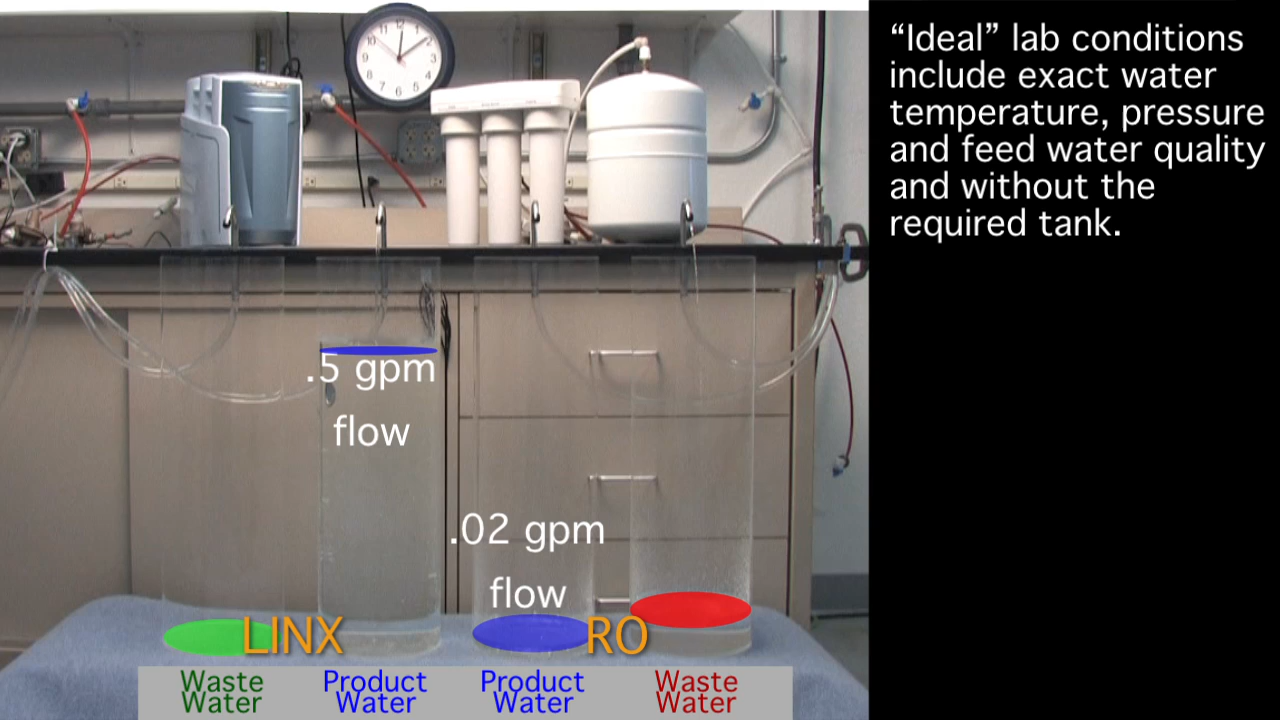 “Ideal” lab conditions
include exact water
temperature, pressure
and feed water quality
and without the
required tank.
.5 gpm
flow
.02 gpm
flow
LINX
RO
Waste
Water
Product
Water
Product
Water
Waste
Water